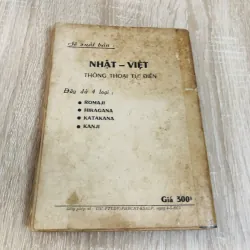 Sẽ xuất bản :
NHẬT – VIỆT
THÔNG THOẠI TỰ ĐIỂN
Đầy đủ 4 loại :
● ROMAJI
● HIRAGANA
● KATAKANA
● KANJI
Giá 300đ